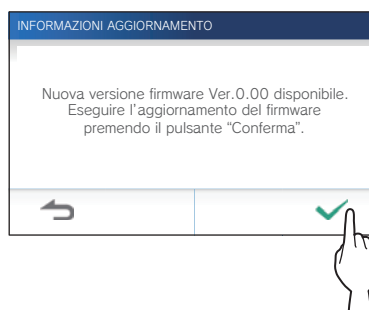 INFORMAZIONI AGGIORNAMENTO
Nuova versione firmware Ver.0.00 disponibile.
Eseguire l'aggiornamento del firmware
premendo il pulsante “Conferma”.